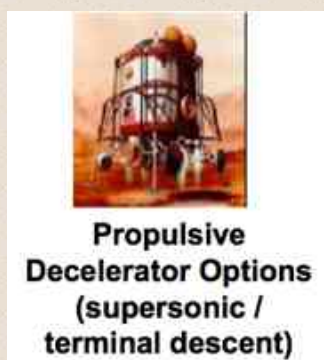 Propulsive
Decelerator Options
(supersonic /
terminal descent)